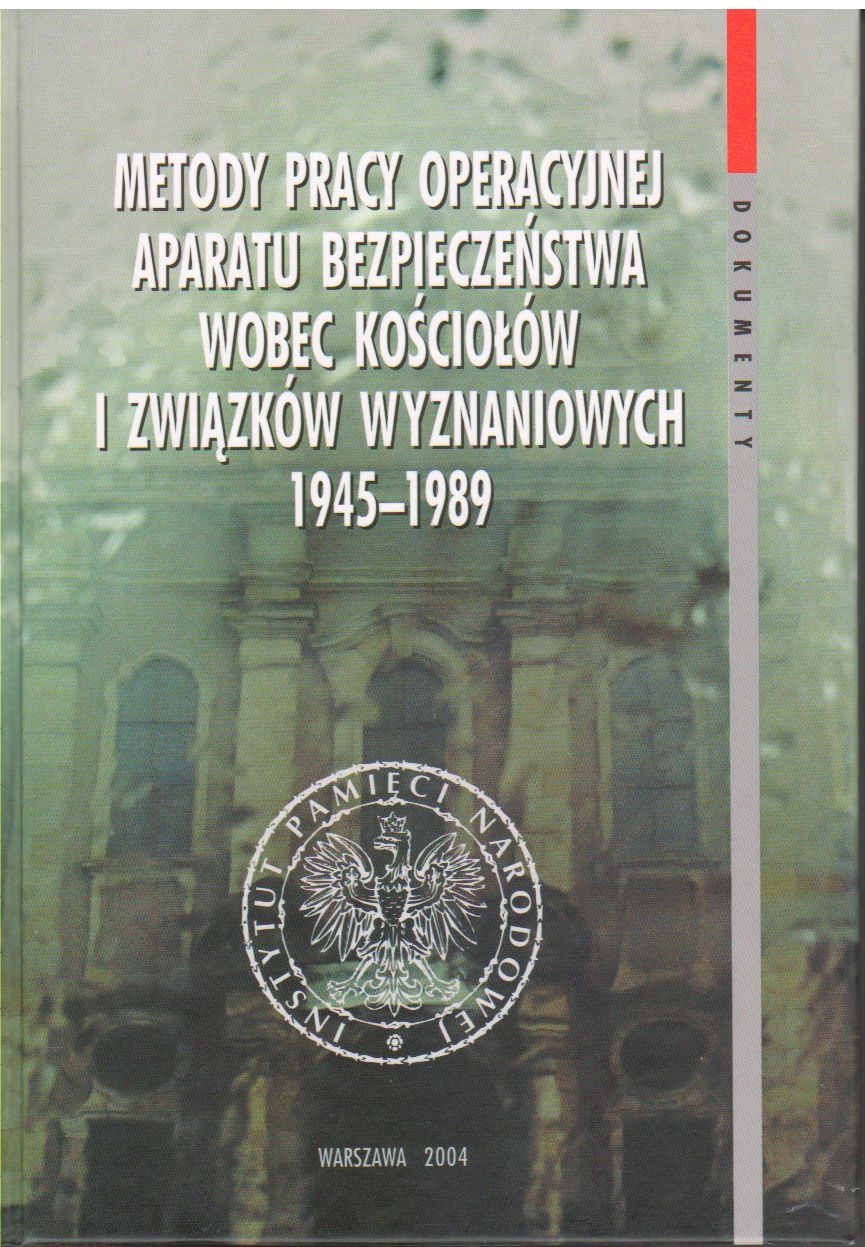 METODY PRACY OPERACYJNEJ
APARATU BEZPIECZEŃSTWA
WOBEC KOŚCIOŁÓW
I ZWIĄZKÓW WYZNANIOWYCH
1945–1989
DOKUMENTY
INSTYTUT PAMIĘCI NARODOWEJ
WARSZAWA 2004